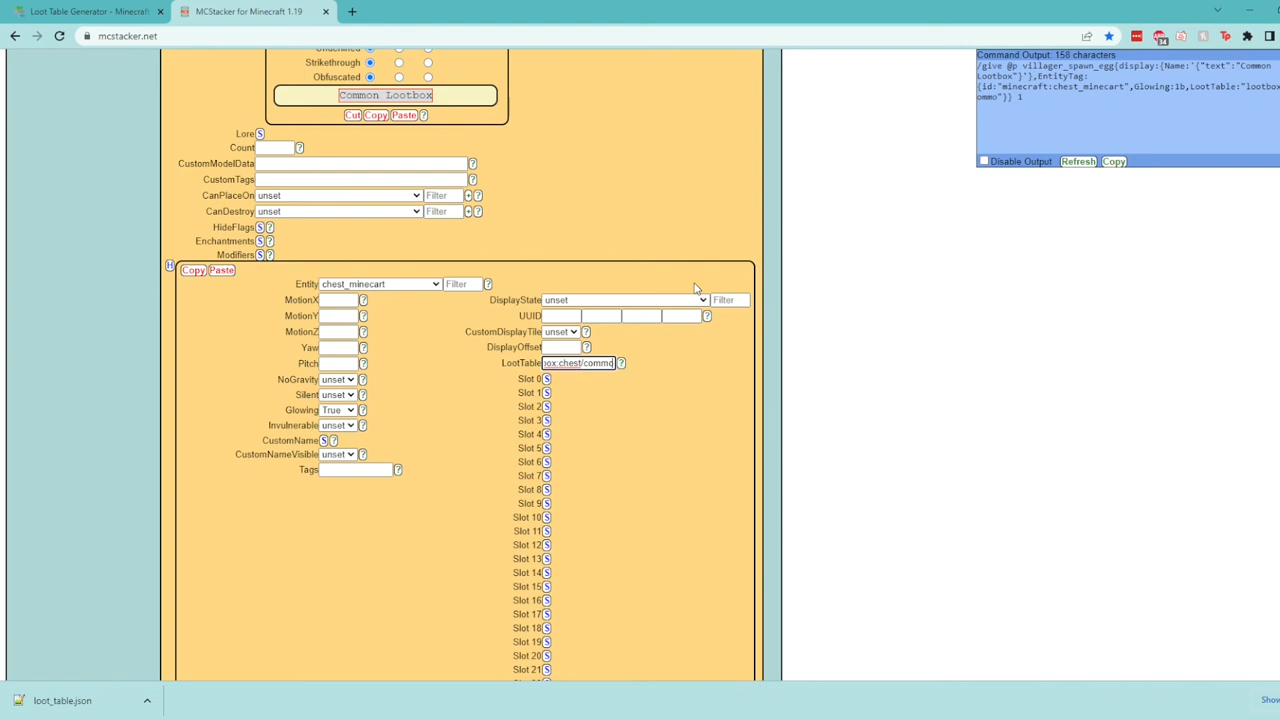 Loot Table Generator - Minecraft
MCStacker for Minecraft 1.19
mcstacker.net
Strikethrough
Obfuscated
Common Lootbox
Cut Copy Paste ?
Lore S
Count ?
CustomModelData ?
CustomTags ?
CanPlaceOn unset Filter + ?
CanDestroy unset Filter + ?
HideFlags S ?
Enchantments S ?
Modifiers S ?
H
Copy Paste
Entity chest_minecart Filter ?
MotionX ?
MotionY ?
MotionZ ?
Yaw ?
Pitch ?
NoGravity unset ?
Silent unset ?
Glowing True ?
Invulnerable unset ?
CustomName S ?
CustomNameVisible unset ?
Tags ?
DisplayState unset Filter
UUID ?
CustomDisplayTile unset ?
DisplayOffset ?
LootTable box:chest/commo ?
Slot 0 S
Slot 1 S
Slot 2 S
Slot 3 S
Slot 4 S
Slot 5 S
Slot 6 S
Slot 7 S
Slot 8 S
Slot 9 S
Slot 10 S
Slot 11 S
Slot 12 S
Slot 13 S
Slot 14 S
Slot 15 S
Slot 16 S
Slot 17 S
Slot 18 S
Slot 19 S
Slot 20 S
Slot 21 S
Command Output: 158 characters
/give @p villager_spawn_egg{display:{Name:'{"text":"Common
Lootbox"}'},EntityTag:
{id:"minecraft:chest_minecart",Glowing:1b,LootTable:"lootbox
ommo"}} 1
Disable Output Refresh Copy
loot_table.json
Show